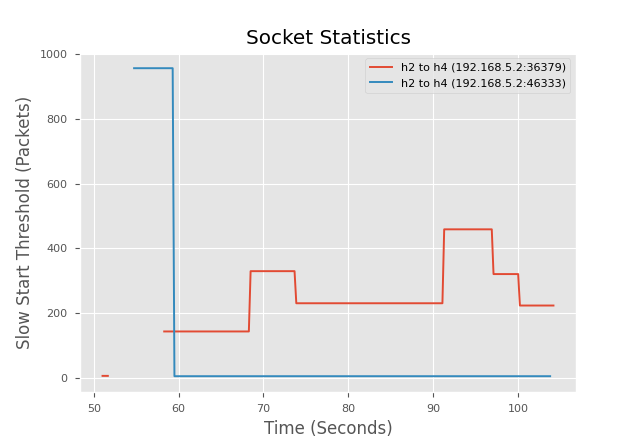 Socket Statistics
h2 to h4 (192.168.5.2:36379)
h2 to h4 (192.168.5.2:46333)
Slow Start Threshold (Packets)
1000
800
600
400
200
0
50 60 70 80 90 100
Time (Seconds)